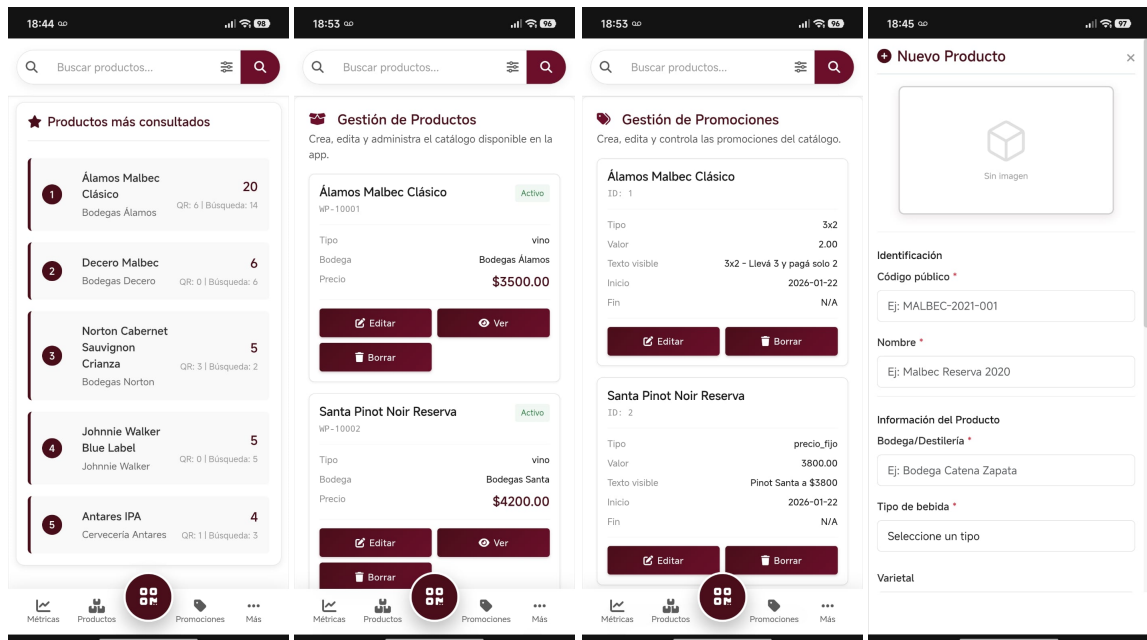 18:44
98
Buscar productos...
Productos más consultados
1
Álamos Malbec
Clásico
Bodegas Álamos
20
QR: 6 | Búsqueda: 14
2
Decero Malbec
Bodegas Decero
6
QR: 0 | Búsqueda: 6
3
Norton Cabernet
Sauvignon
Crianza
Bodegas Norton
5
QR: 3 | Búsqueda: 2
4
Johnnie Walker
Blue Label
Johnnie Walker
5
QR: 0 | Búsqueda: 5
5
Antares IPA
Cervecería Antares
4
QR: 1 | Búsqueda: 3
Métricas
Productos
Promociones
Más
18:53
96
Buscar productos...
Gestión de Productos
Crea, edita y administra el catálogo disponible en la
app.
Álamos Malbec Clásico
Activo
WP-10001
Tipo vino
Bodega Bodegas Álamos
Precio $3500.00
Editar
Ver
Borrar
Santa Pinot Noir Reserva
Activo
WP-10002
Tipo vino
Bodega Bodegas Santa
Precio $4200.00
Editar
Ver
Borrar
Métricas
Productos
Promociones
Más
18:53
96
Buscar productos...
Gestión de Promociones
Crea, edita y controla las promociones del catálogo.
Álamos Malbec Clásico
ID: 1
Tipo 3x2
Valor 2.00
Texto visible 3x2 - Llevá 3 y pagá solo 2
Inicio 2026-01-22
Fin N/A
Editar
Borrar
Santa Pinot Noir Reserva
ID: 2
Tipo precio_fijo
Valor 3800.00
Texto visible Pinot Santa a $3800
Inicio 2026-01-22
Fin N/A
Editar
Borrar
Métricas
Productos
Promociones
Más
18:45
97
Nuevo Producto
Sin imagen
Identificación
Código público *
Ej: MALBEC-2021-001
Nombre *
Ej: Malbec Reserva 2020
Información del Producto
Bodega/Destilería *
Ej: Bodega Catena Zapata
Tipo de bebida *
Seleccione un tipo
Varietal